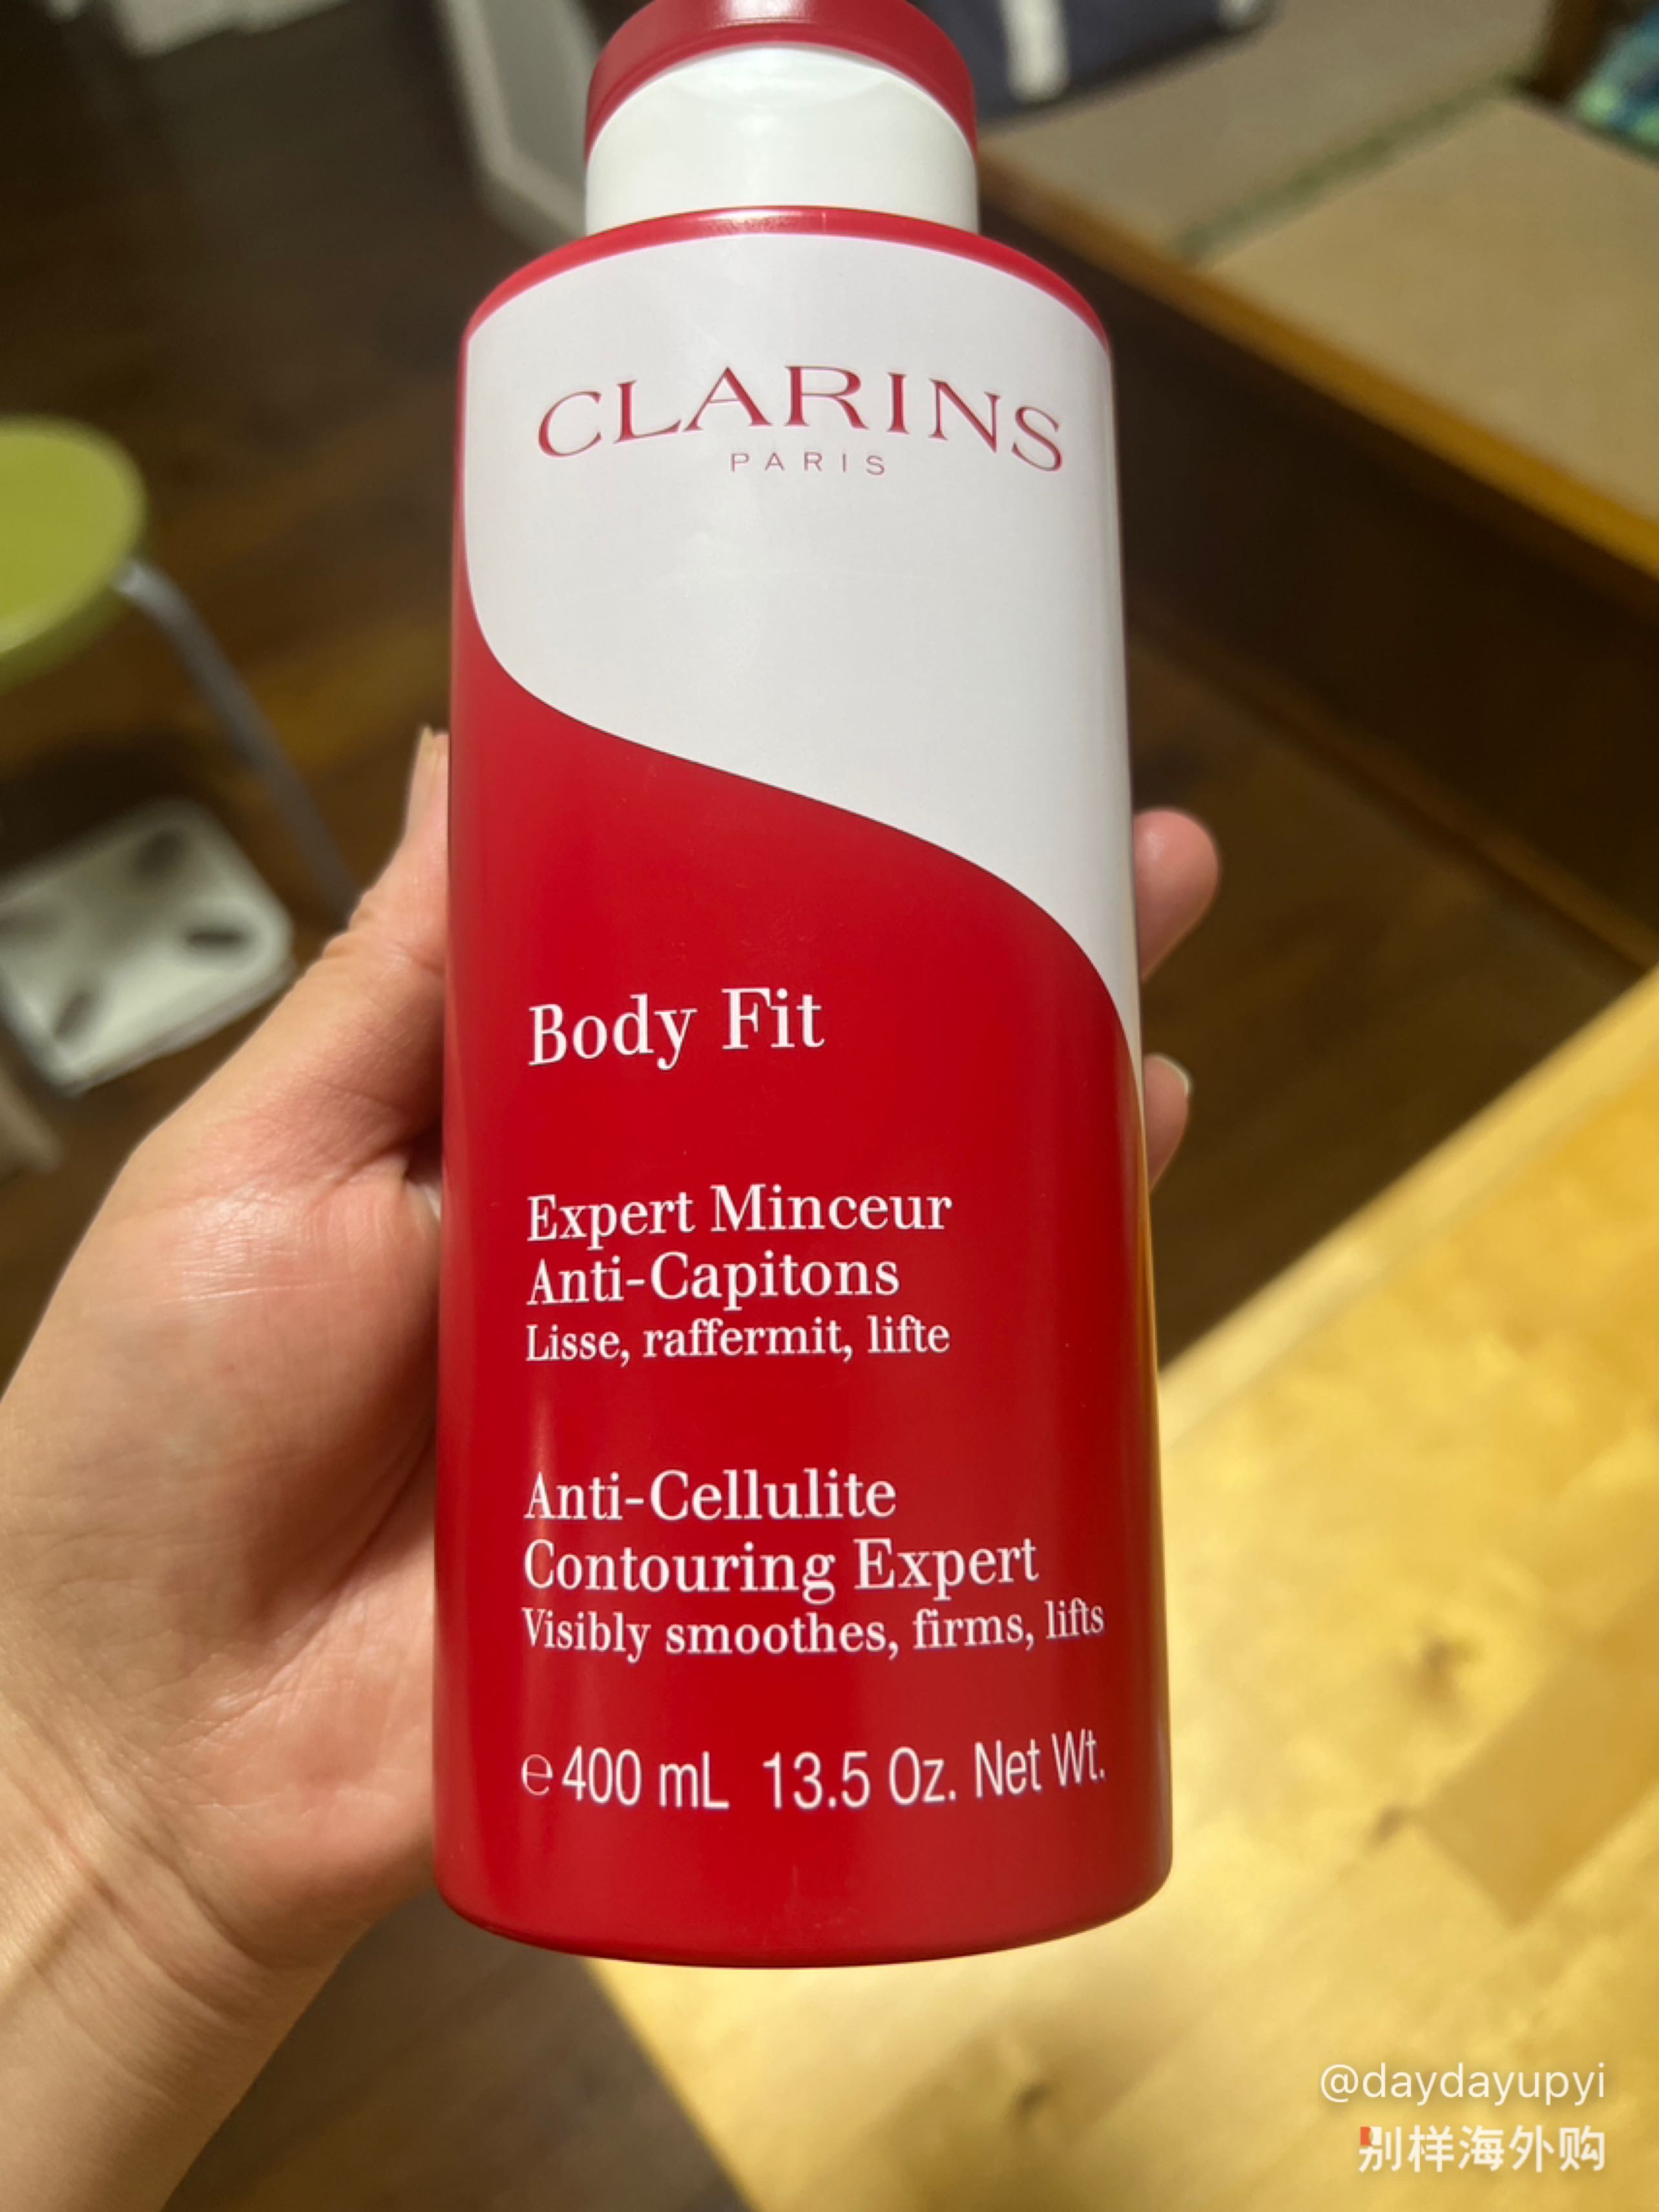 CLARINS
PARIS
Body Fit
Expert Minceur
Anti-Capitons
Lisse, raffermit, lifte
Anti-Cellulite
Contouring Expert
Visibly smoothes, firms, lifts
℮ 400 mL 13.5 Oz. Net Wt.
@daydayupyi
别样海外购